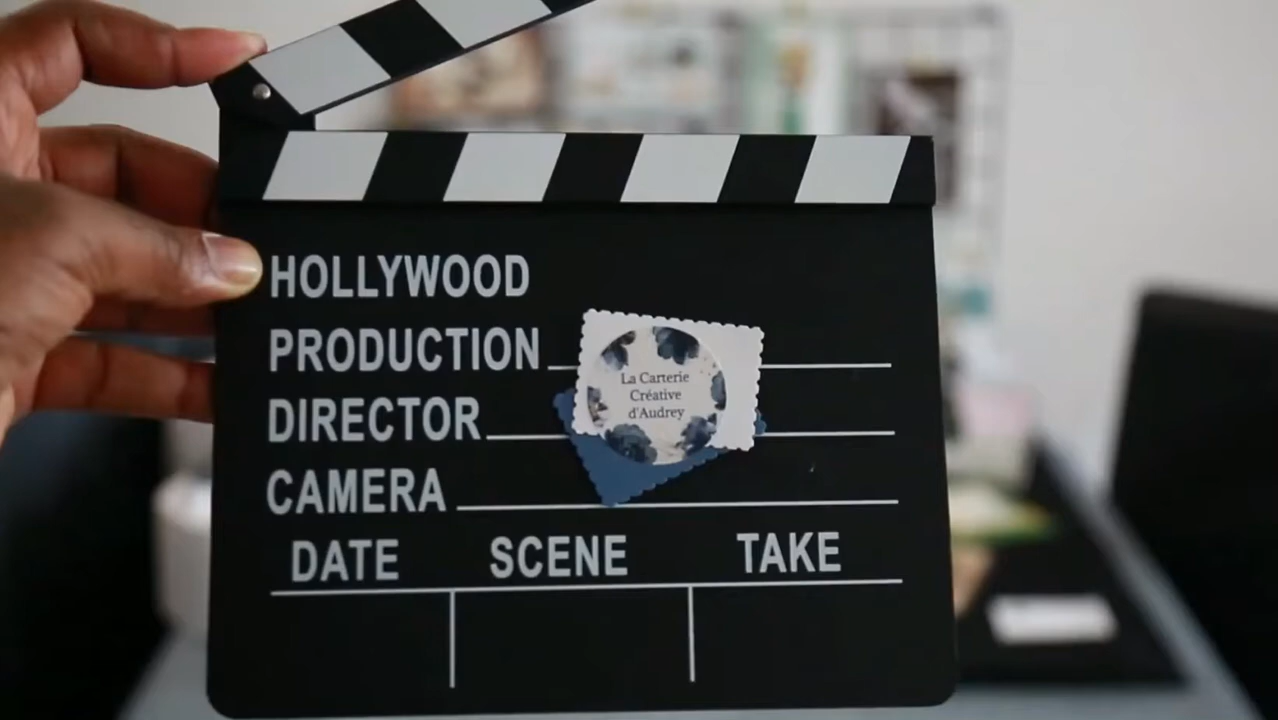 HOLLYWOOD
PRODUCTION
DIRECTOR
CAMERA
La Carterie
Créative
d'Audrey
DATE SCENE TAKE